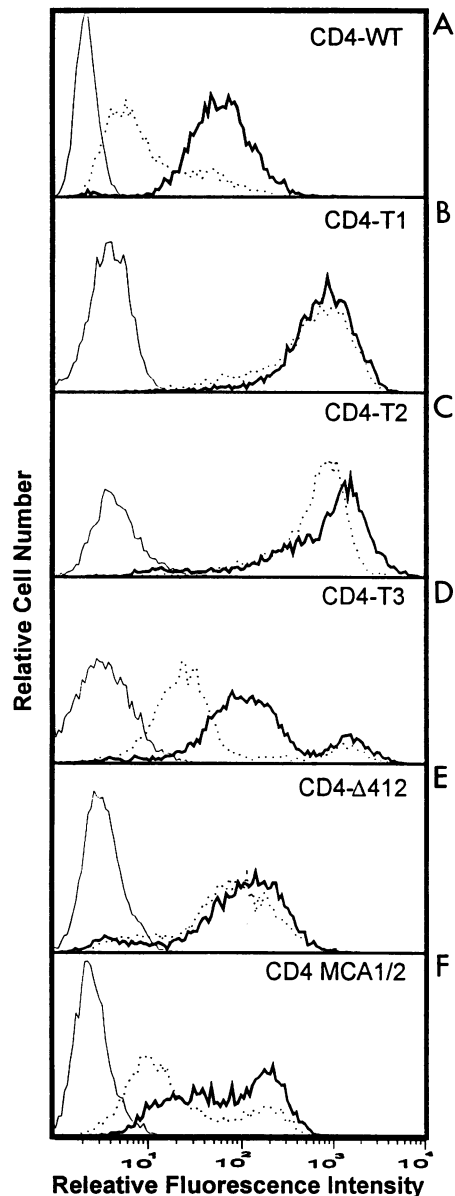 A
CD4-WT
B
CD4-T1
C
CD4-T2
D
CD4-T3
E
CD4-Δ412
F
CD4 MCA1/2
Relative Cell Number
10¹ 10² 10³ 10⁴
Releative Fluorescence Intensity